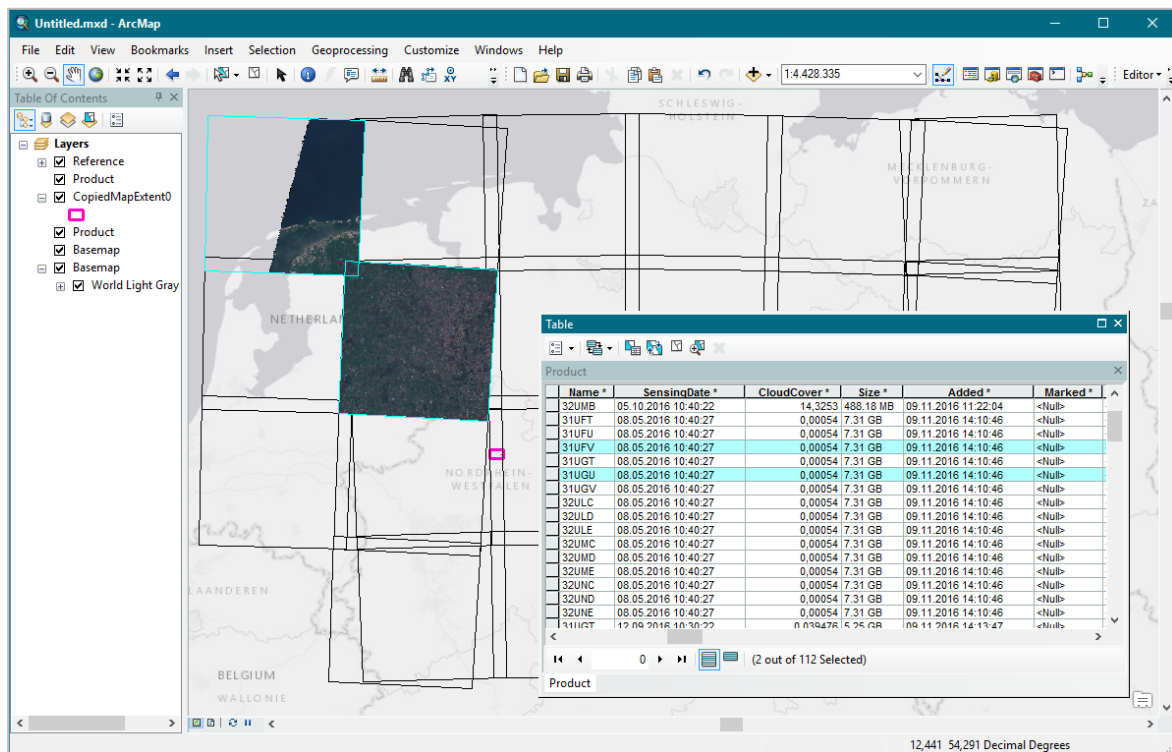 Untitled.mxd - ArcMap
File Edit View Bookmarks Insert Selection Geoprocessing Customize Windows Help
1:4.428.335 Editor
Table Of Contents
Layers
Reference
Product
CopiedMapExtent0
Product
Basemap
Basemap
World Light Gray
SCHLESWIG-
HOLSTEIN
MECKLENBURG-
VORPOMMERN
NETHERLA
NORDRHEIN-
WESTFALEN
LAANDEREN
BELGIUM
WALLONIE
Table
Product
Name * SensingDate * CloudCover * Size * Added * Marked *
32UMB 05.10.2016 10:40:22 14,3253 488.18 MB 09.11.2016 11:22:04 <Null>
31UFT 08.05.2016 10:40:27 0,00054 7.31 GB 09.11.2016 14:10:46 <Null>
31UFU 08.05.2016 10:40:27 0,00054 7.31 GB 09.11.2016 14:10:46 <Null>
31UFV 08.05.2016 10:40:27 0,00054 7.31 GB 09.11.2016 14:10:46 <Null>
31UGT 08.05.2016 10:40:27 0,00054 7.31 GB 09.11.2016 14:10:46 <Null>
31UGU 08.05.2016 10:40:27 0,00054 7.31 GB 09.11.2016 14:10:46 <Null>
31UGV 08.05.2016 10:40:27 0,00054 7.31 GB 09.11.2016 14:10:46 <Null>
32ULC 08.05.2016 10:40:27 0,00054 7.31 GB 09.11.2016 14:10:46 <Null>
32ULD 08.05.2016 10:40:27 0,00054 7.31 GB 09.11.2016 14:10:46 <Null>
32ULE 08.05.2016 10:40:27 0,00054 7.31 GB 09.11.2016 14:10:46 <Null>
32UMC 08.05.2016 10:40:27 0,00054 7.31 GB 09.11.2016 14:10:46 <Null>
32UMD 08.05.2016 10:40:27 0,00054 7.31 GB 09.11.2016 14:10:46 <Null>
32UME 08.05.2016 10:40:27 0,00054 7.31 GB 09.11.2016 14:10:46 <Null>
32UNC 08.05.2016 10:40:27 0,00054 7.31 GB 09.11.2016 14:10:46 <Null>
32UND 08.05.2016 10:40:27 0,00054 7.31 GB 09.11.2016 14:10:46 <Null>
32UNE 08.05.2016 10:40:27 0,00054 7.31 GB 09.11.2016 14:10:46 <Null>
31UGT 12.09.2016 10:30:22 0,039476 5.25 GB 09.11.2016 14:13:47 <Null>
0 (2 out of 112 Selected)
Product
12,441 54,291 Decimal Degrees